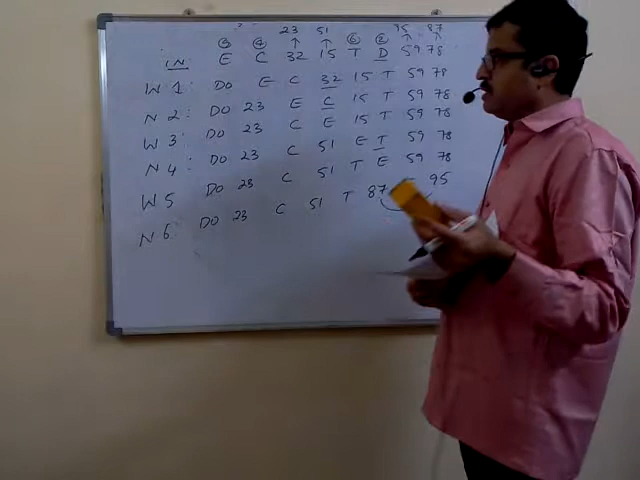 23 51 95 87
③ ④ ⑥ ②
IN: E C 32 15 T D 59 78
W 1: DO E C 32 15 T 59 78
N 2: DO 23 E C 15 T 59 78
W 3: DO 23 C E 15 T 59 78
N 4: DO 23 C 51 E T 59 78
W 5 DO 23 C 51 T E 59 78
N 6: DO 23 C 51 T 87 95